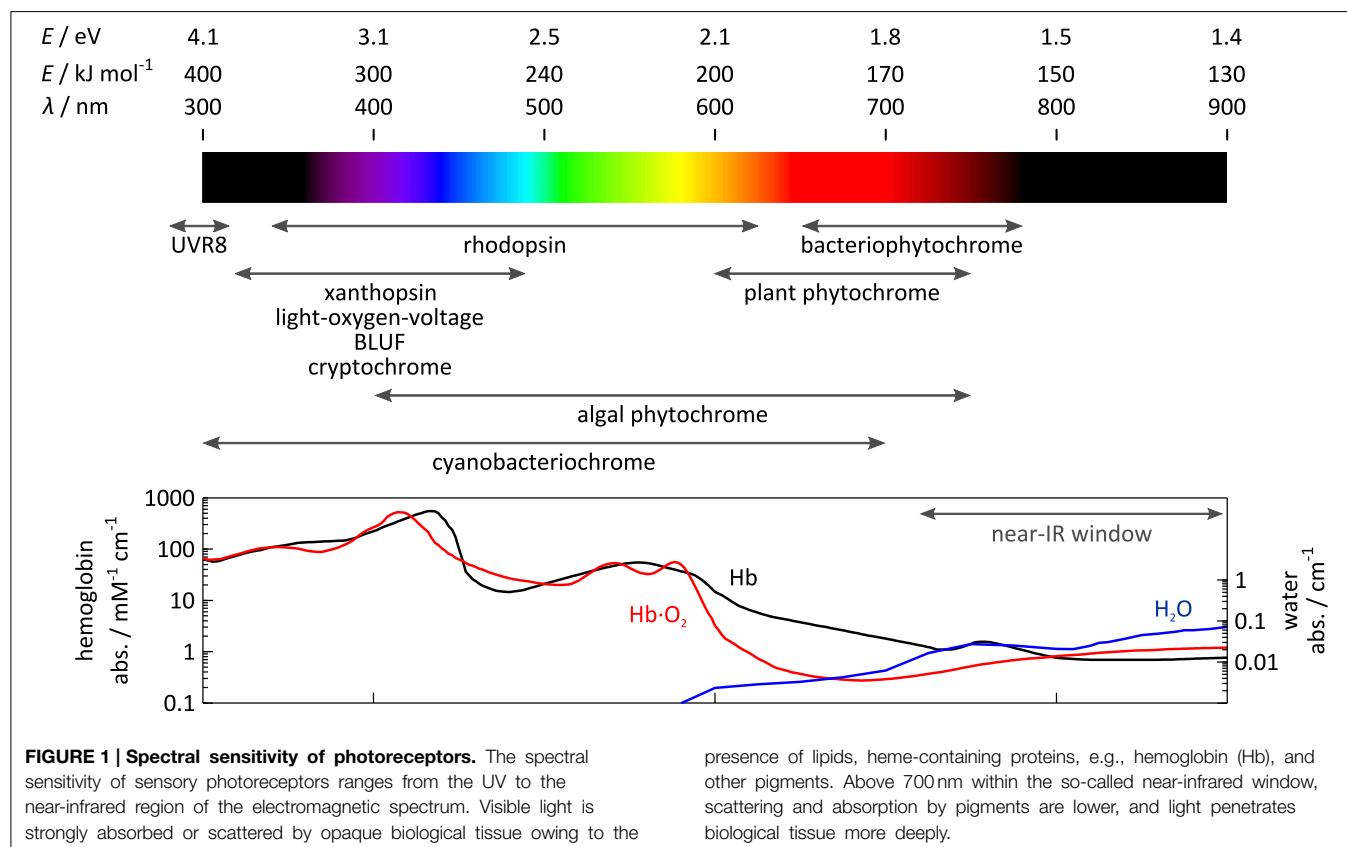 E / eV 4.1 3.1 2.5 2.1 1.8 1.5 1.4
E / kJ mol-1 400 300 240 200 170 150 130
λ / nm 300 400 500 600 700 800 900
UVR8 rhodopsin bacteriophytochrome
xanthopsin plant phytochrome
light-oxygen-voltage
BLUF
cryptochrome
algal phytochrome
cyanobacteriochrome
hemoglobin
abs. / mM-1 cm-1
1000
100
10
1
0.1
near-IR window
Hb
Hb·O2
H2O
1
0.1
0.01
water
abs. / cm-1
FIGURE 1 | Spectral sensitivity of photoreceptors. The spectral
sensitivity of sensory photoreceptors ranges from the UV to the
near-infrared region of the electromagnetic spectrum. Visible light is
strongly absorbed or scattered by opaque biological tissue owing to the
presence of lipids, heme-containing proteins, e.g., hemoglobin (Hb), and
other pigments. Above 700 nm within the so-called near-infrared window,
scattering and absorption by pigments are lower, and light penetrates
biological tissue more deeply.